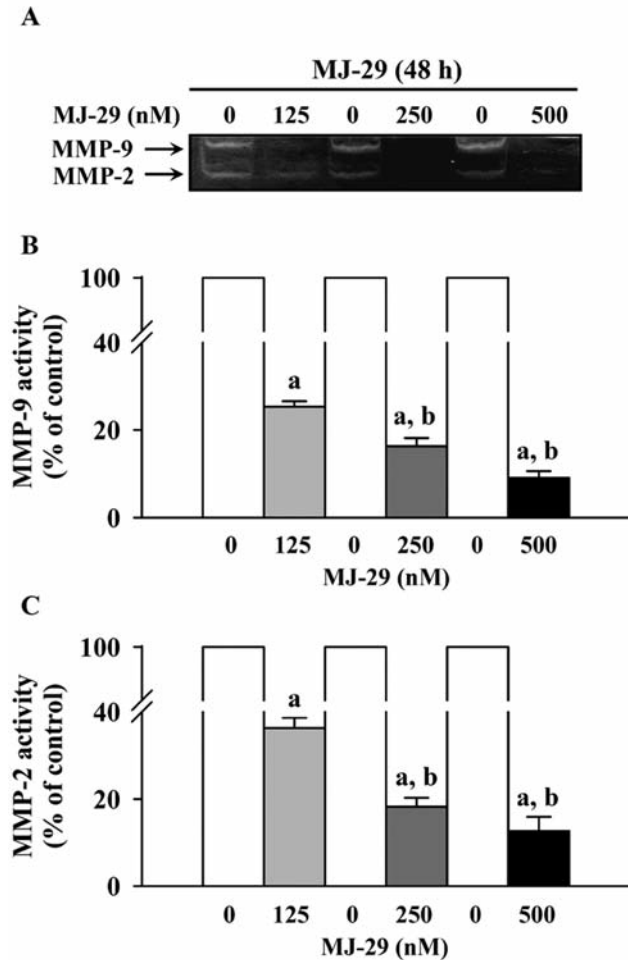 A
MJ-29 (48 h)
MJ-29 (nM) 0 125 0 250 0 500
MMP-9
MMP-2
B
MMP-9 activity
(% of control)
100
40
20
0
a
a, b
a, b
0 125 0 250 0 500
MJ-29 (nM)
C
MMP-2 activity
(% of control)
100
40
20
0
a
a, b
a, b
0 125 0 250 0 500
MJ-29 (nM)